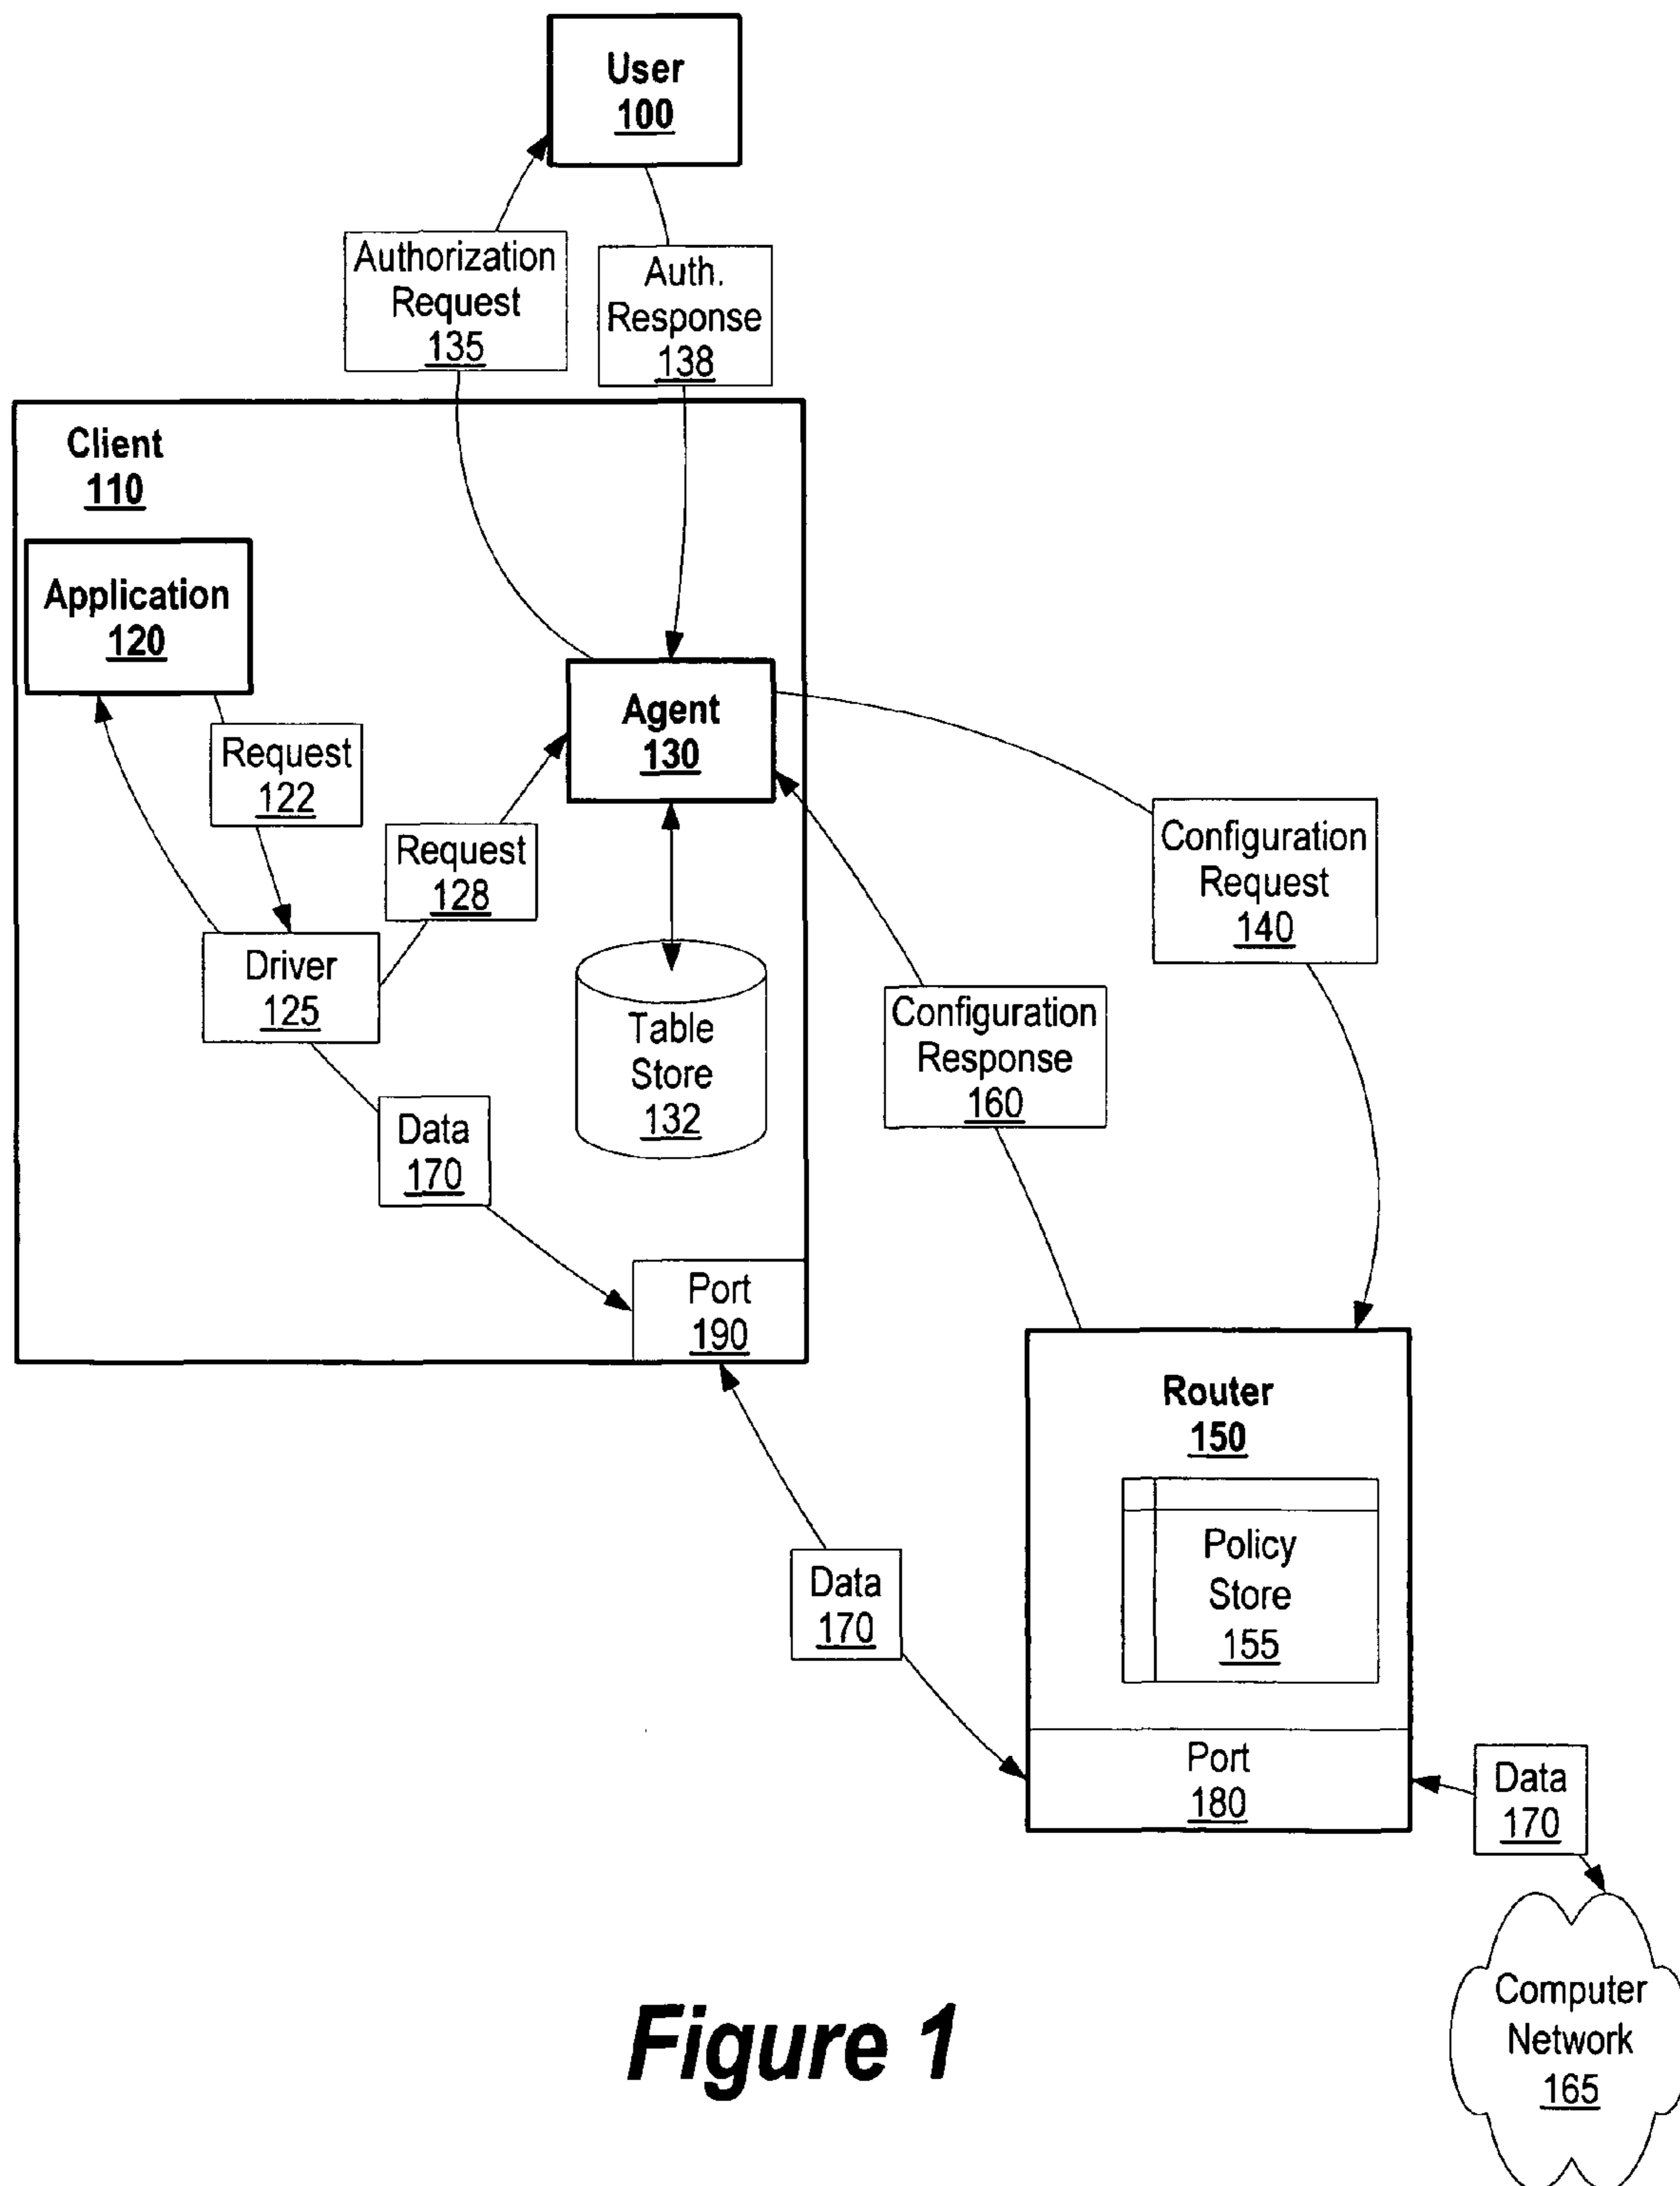 User
100
Authorization
Request
135
Auth.
Response
138
Client
110
Application
120
Agent
130
Request
122
Request
128
Configuration
Request
140
Driver
125
Table
Store
132
Configuration
Response
160
Data
170
Port
190
Router
150
Policy
Store
155
Data
170
Port
180
Data
170
Computer
Network
165
Figure 1